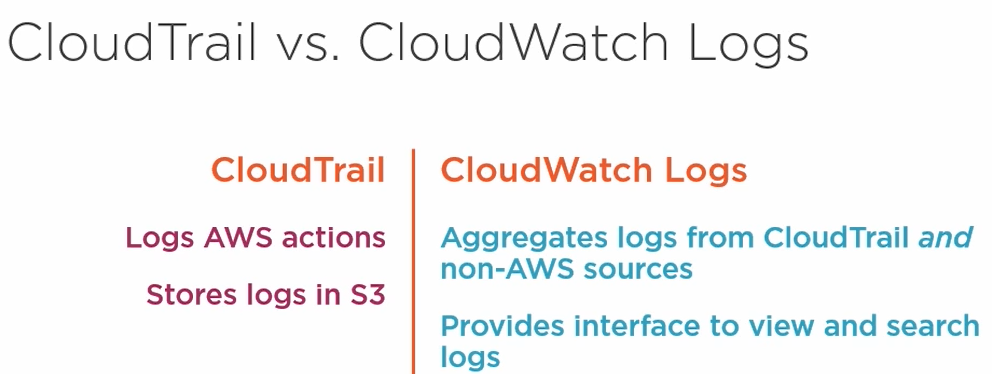 CloudTrail vs. CloudWatch Logs
CloudTrail
Logs AWS actions
Stores logs in S3
CloudWatch Logs
Aggregates logs from CloudTrail and
non-AWS sources
Provides interface to view and search
logs